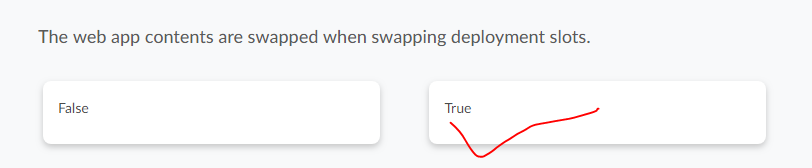 The web app contents are swapped when swapping deployment slots.
False
True